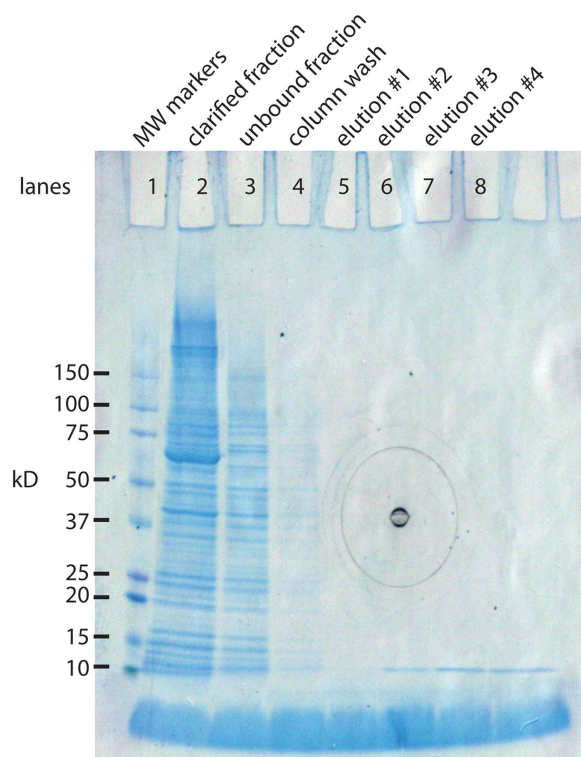 MW markers
clarified fraction
unbound fraction
column wash
elution #1
elution #2
elution #3
elution #4
lanes 1 2 3 4 5 6 7 8
150
100
75
kD
50
37
25
20
15
10